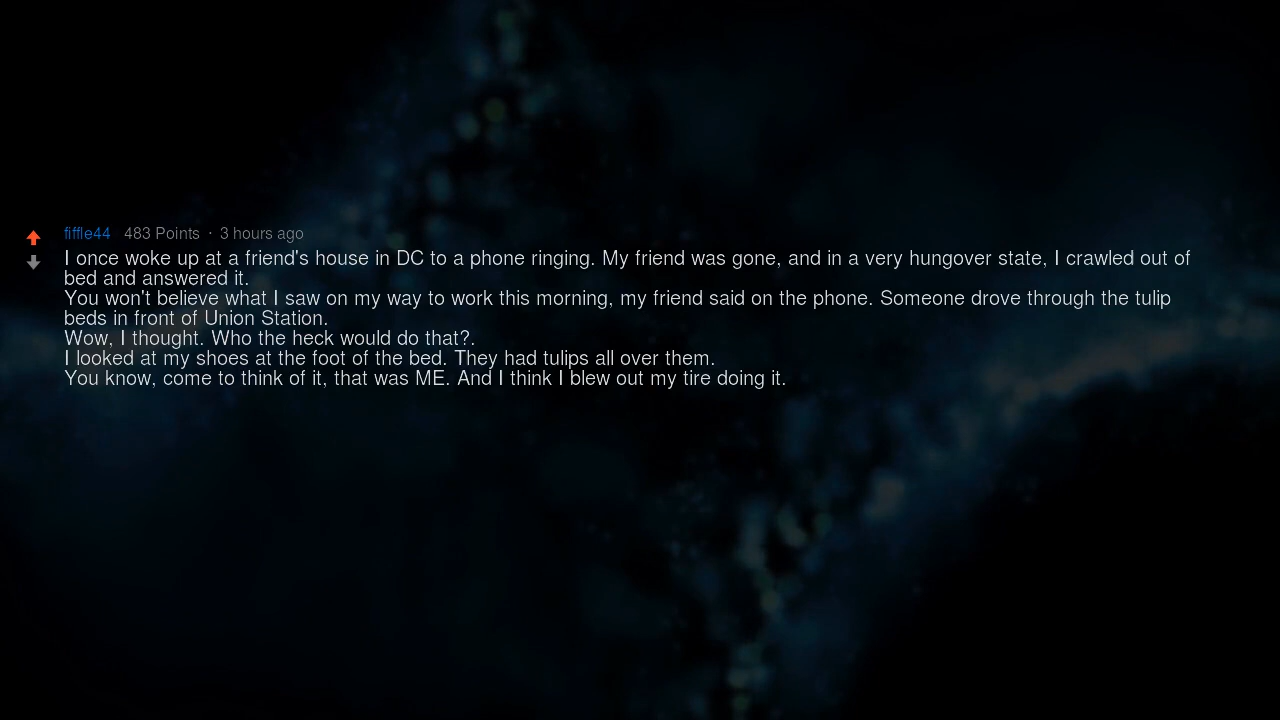 fiffle44 483 Points · 3 hours ago
I once woke up at a friend's house in DC to a phone ringing. My friend was gone, and in a very hungover state, I crawled out of
bed and answered it.
You won't believe what I saw on my way to work this morning, my friend said on the phone. Someone drove through the tulip
beds in front of Union Station.
Wow, I thought. Who the heck would do that?.
I looked at my shoes at the foot of the bed. They had tulips all over them.
You know, come to think of it, that was ME. And I think I blew out my tire doing it.